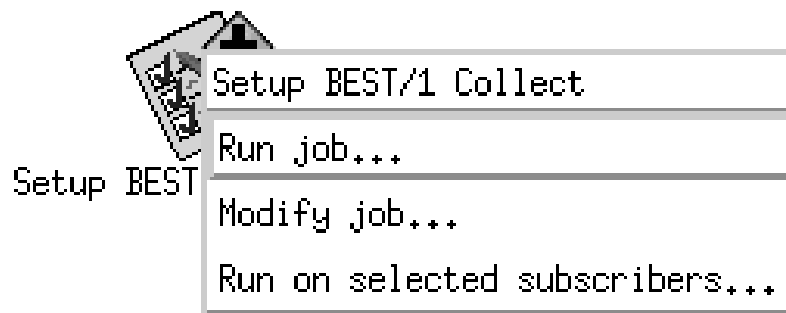 Setup BEST/1 Collect
Run job...
Setup BEST
Modify job...
Run on selected subscribers...